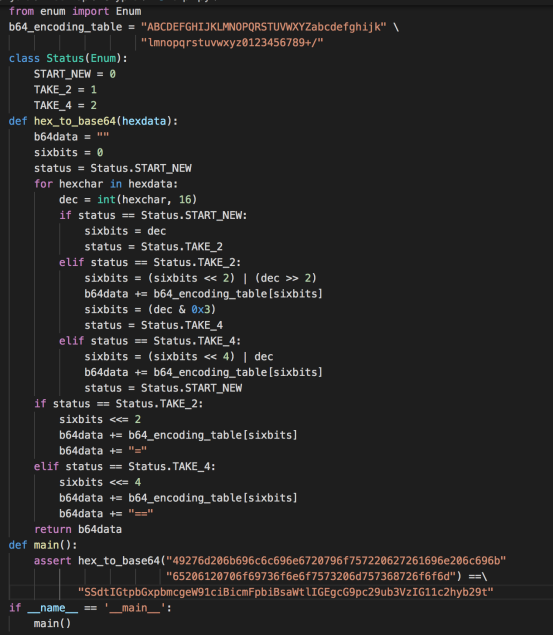 from enum import Enum
b64_encoding_table = "ABCDEFGHIJKLMNOPQRSTUVWXYZabcdefghijk" \
                     "lmnopqrstuvwxyz0123456789+/"
class Status(Enum):
    START_NEW = 0
    TAKE_2 = 1
    TAKE_4 = 2
def hex_to_base64(hexdata):
    b64data = ""
    sixbits = 0
    status = Status.START_NEW
    for hexchar in hexdata:
        dec = int(hexchar, 16)
        if status == Status.START_NEW:
            sixbits = dec
            status = Status.TAKE_2
        elif status == Status.TAKE_2:
            sixbits = (sixbits << 2) | (dec >> 2)
            b64data += b64_encoding_table[sixbits]
            sixbits = (dec & 0x3)
            status = Status.TAKE_4
        elif status == Status.TAKE_4:
            sixbits = (sixbits << 4) | dec
            b64data += b64_encoding_table[sixbits]
            status = Status.START_NEW
    if status == Status.TAKE_2:
        sixbits <<= 2
        b64data += b64_encoding_table[sixbits]
        b64data += "="
    elif status == Status.TAKE_4:
        sixbits <<= 4
        b64data += b64_encoding_table[sixbits]
        b64data += "=="
    return b64data
def main():
    assert hex_to_base64("49276d206b696c6c696e6720796f757220627261696e206c696b"
                         "65206120706f69736f6e6f7573206d757368726f6f6d") ==\
            "SSdtIGtpbGxpbmcgeW91ciBicmFpbiBsaWtlIGEgcG9pc29ub3VzIG11c2hyb29t"
if __name__ == '__main__':
    main()